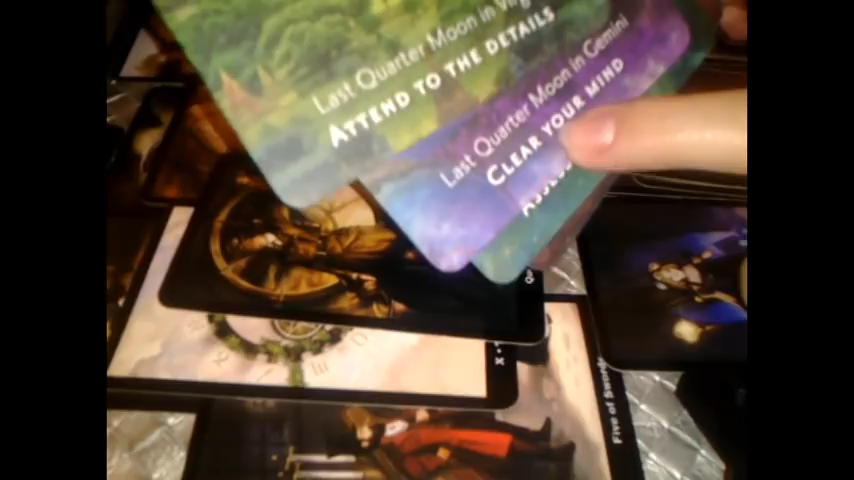 Last Quarter Moon in
ATTEND TO THE DETAILS
Last Quarter Moon in Gemini
CLEAR YOUR MIND
X
Five of Swords